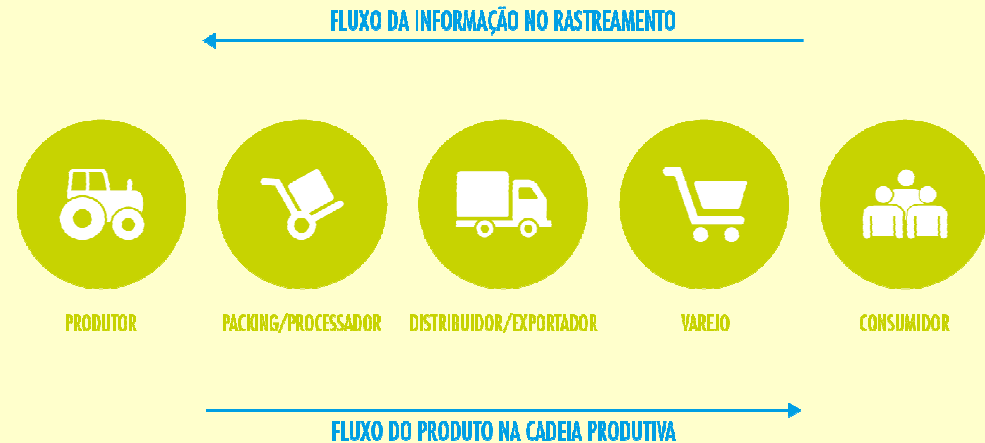 FLUXO DA INFORMAÇÃO NO RASTREAMENTO
PRODUTOR
PACKING/PROCESSADOR
DISTRIBUIDOR/EXPORTADOR
VAREJO
CONSUMIDOR
FLUXO DO PRODUTO NA CADEIA PRODUTIVA